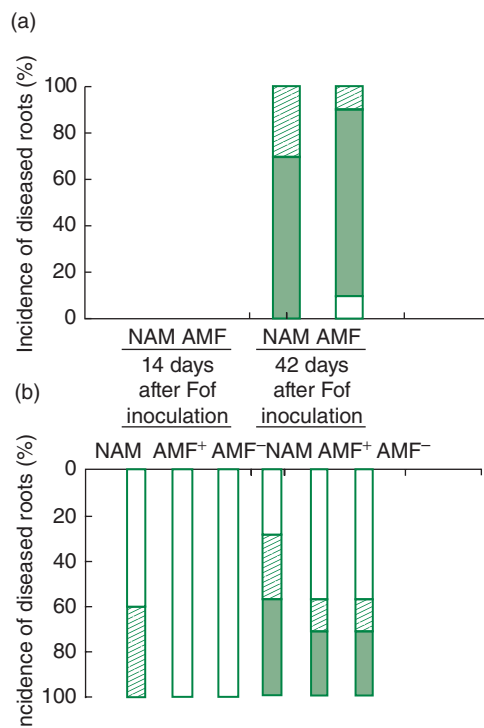 (a)
Incidence of diseased roots (%)
100
80
60
40
20
0
NAM AMF NAM AMF
14 days 42 days
after Fof after Fof
inoculation inoculation
(b)
NAM AMF⁺ AMF⁻ NAM AMF⁺ AMF⁻
Incidence of diseased roots (%)
0
20
40
60
80
100